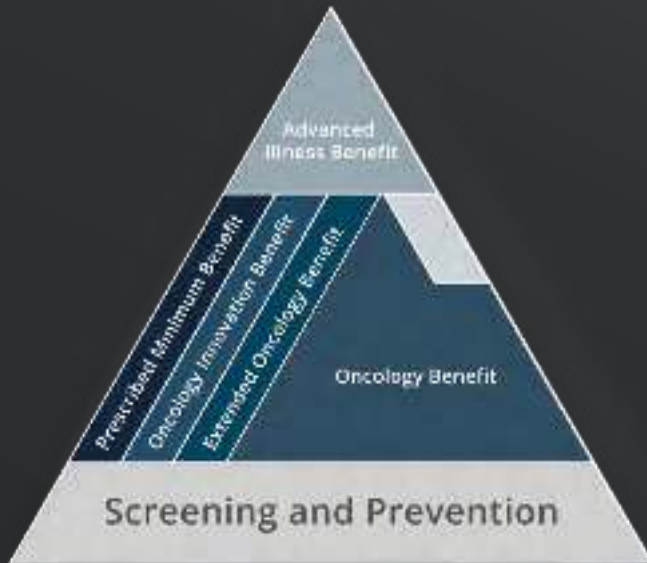 Advanced
Illness Benefit
Prescribed Minimum Benefit
Oncology Innovation Benefit
Extended Oncology Benefit
Oncology Benefit
Screening and Prevention